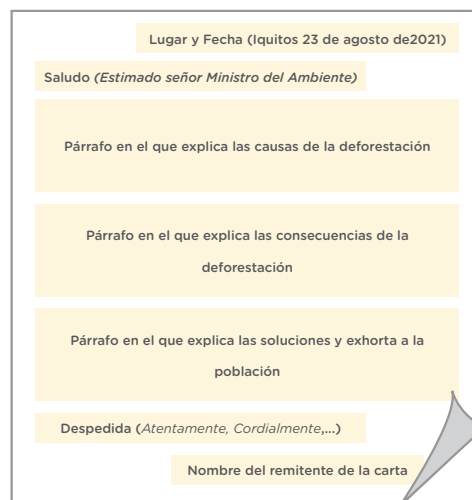 Lugar y Fecha (Iquitos 23 de agosto de2021)
Saludo (Estimado señor Ministro del Ambiente)
Párrafo en el que explica las causas de la deforestación
Párrafo en el que explica las consecuencias de la
deforestación
Párrafo en el que explica las soluciones y exhorta a la
población
Despedida (Atentamente, Cordialmente,...)
Nombre del remitente de la carta